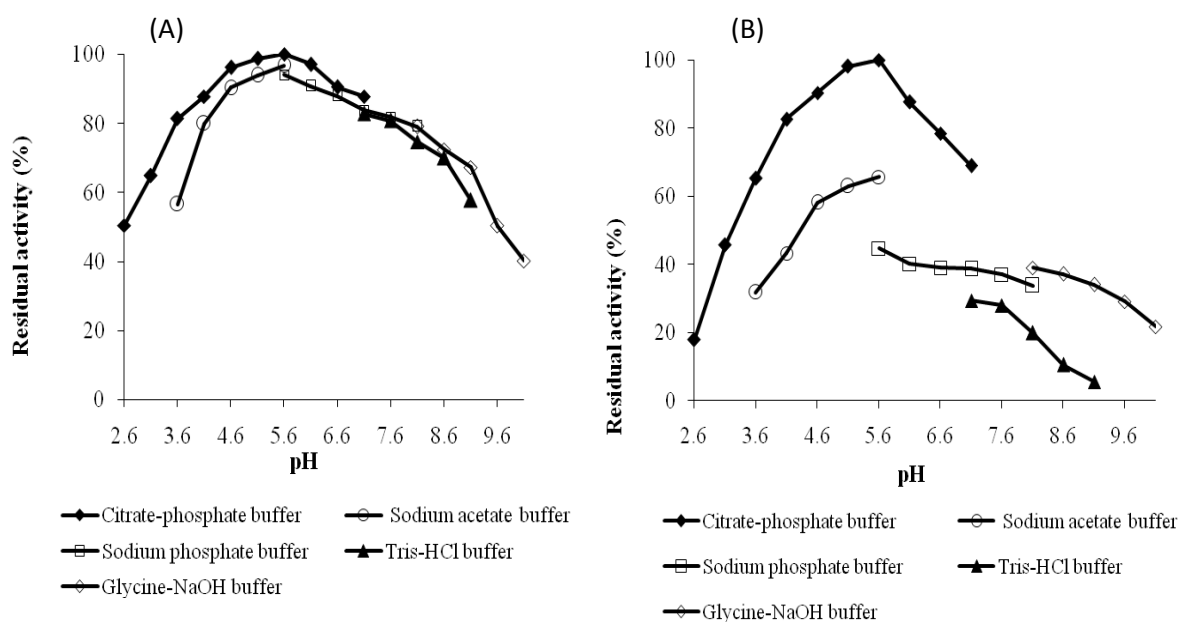 (A)
Residual activity (%)
100
80
60
40
20
0
2.6 3.6 4.6 5.6 6.6 7.6 8.6 9.6
pH
Citrate-phosphate buffer Sodium acetate buffer
Sodium phosphate buffer Tris-HCl buffer
Glycine-NaOH buffer
(B)
Residual activity (%)
100
80
60
40
20
0
2.6 3.6 4.6 5.6 6.6 7.6 8.6 9.6
pH
Citrate-phosphate buffer Sodium acetate buffer
Sodium phosphate buffer Tris-HCl buffer
Glycine-NaOH buffer